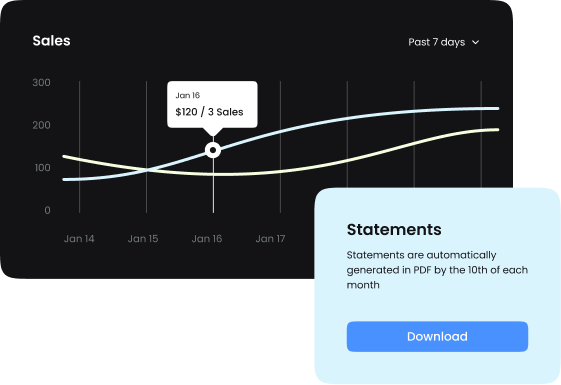 Sales
Past 7 days
300
200
100
0
Jan 16
$120 / 3 Sales
Jan 14
Jan 15
Jan 16
Jan 17
Statements
Statements are automatically
generated in PDF by the 10th of each
month
Download